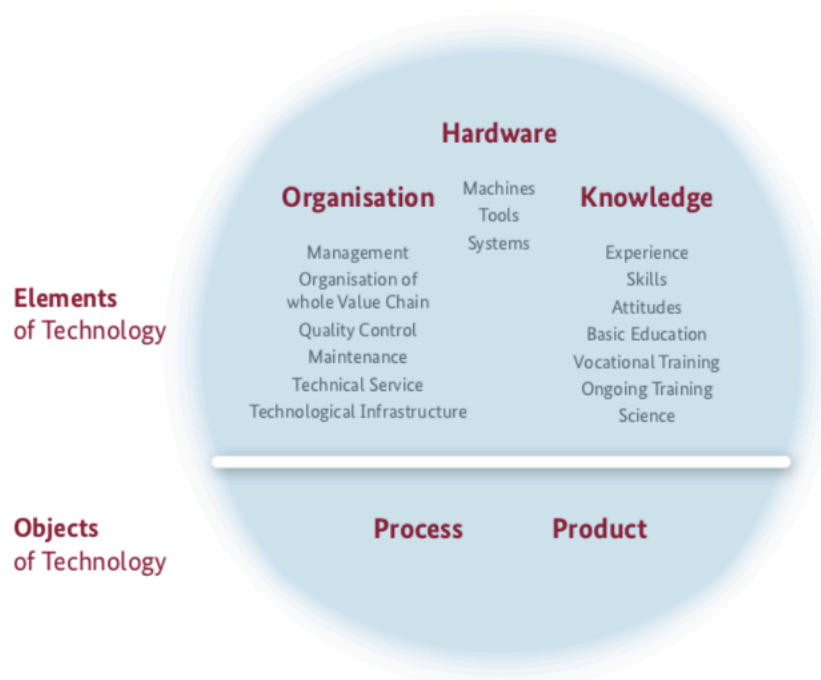 Hardware
Machines
Tools
Systems
Organisation
Management
Organisation of
whole Value Chain
Quality Control
Maintenance
Technical Service
Technological Infrastructure
Knowledge
Experience
Skills
Attitudes
Basic Education
Vocational Training
Ongoing Training
Science
Elements
of Technology
Objects
of Technology
Process
Product